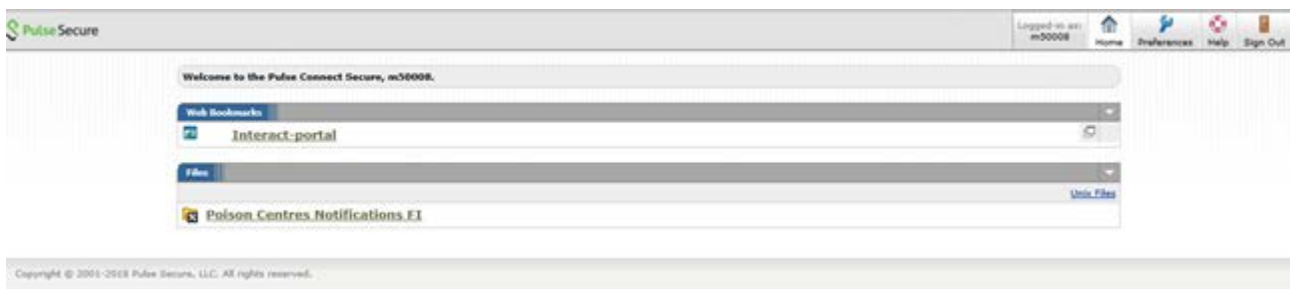 Pulse Secure
Logged-in as:
m50008
Home
Preferences
Help
Sign Out
Welcome to the Pulse Connect Secure, m50008.
Web Bookmarks
Interact-portal
Files
Unix Files
Poison Centres Notifications FI
Copyright © 2001-2018 Pulse Secure, LLC. All rights reserved.